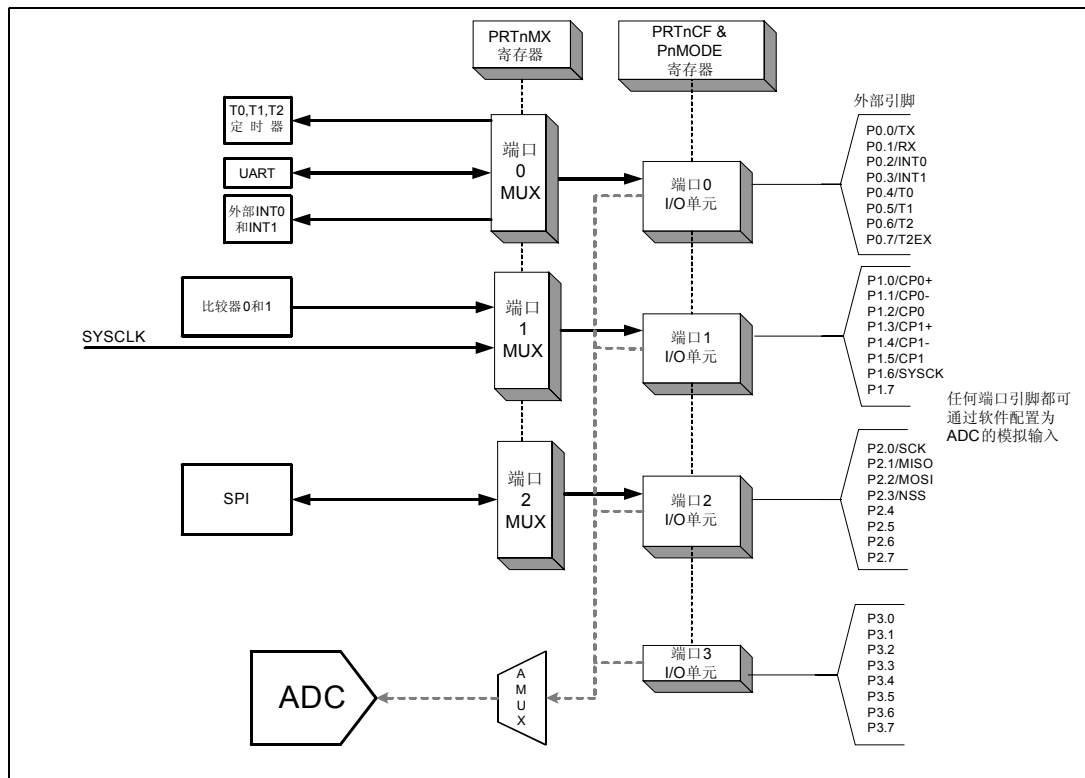 PRTnMX
寄存器
PRTnCF &
PnMODE
寄存器
外部引脚
T0,T1,T2
定 时 器
UART
外部INT0
和INT1
端口
0
MUX
端口0
I/O单元
P0.0/TX
P0.1/RX
P0.2/INT0
P0.3/INT1
P0.4/T0
P0.5/T1
P0.6/T2
P0.7/T2EX
比较器0和1
SYSCLK
端口
1
MUX
端口1
I/O单元
P1.0/CP0+
P1.1/CP0-
P1.2/CP0
P1.3/CP1+
P1.4/CP1-
P1.5/CP1
P1.6/SYSCK
P1.7
任何端口引脚都可
通过软件配置为
ADC的模拟输入
SPI
端口
2
MUX
端口2
I/O单元
P2.0/SCK
P2.1/MISO
P2.2/MOSI
P2.3/NSS
P2.4
P2.5
P2.6
P2.7
ADC
AMUX
端口3
I/O单元
P3.0
P3.1
P3.2
P3.3
P3.4
P3.5
P3.6
P3.7